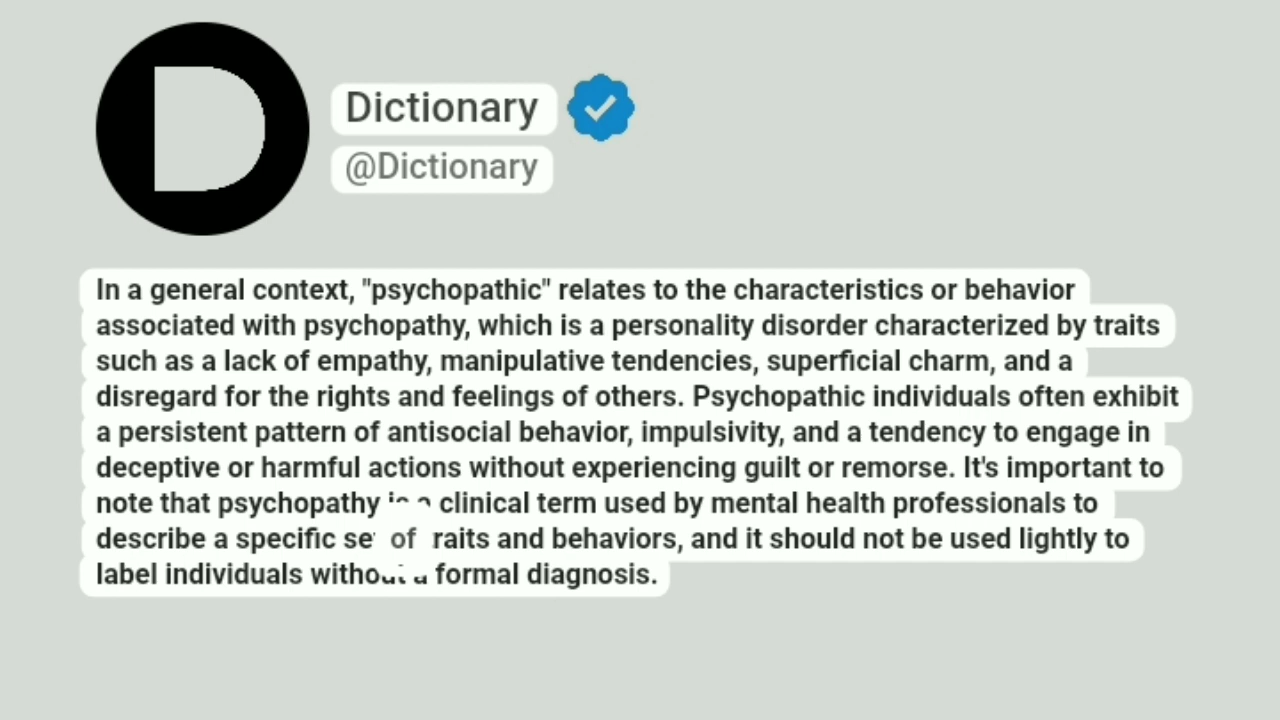 Dictionary
@Dictionary
In a general context, "psychopathic" relates to the characteristics or behavior
associated with psychopathy, which is a personality disorder characterized by traits
such as a lack of empathy, manipulative tendencies, superficial charm, and a
disregard for the rights and feelings of others. Psychopathic individuals often exhibit
a persistent pattern of antisocial behavior, impulsivity, and a tendency to engage in
deceptive or harmful actions without experiencing guilt or remorse. It's important to
note that psychopathy is a clinical term used by mental health professionals to
describe a specific set of traits and behaviors, and it should not be used lightly to
label individuals without a formal diagnosis.